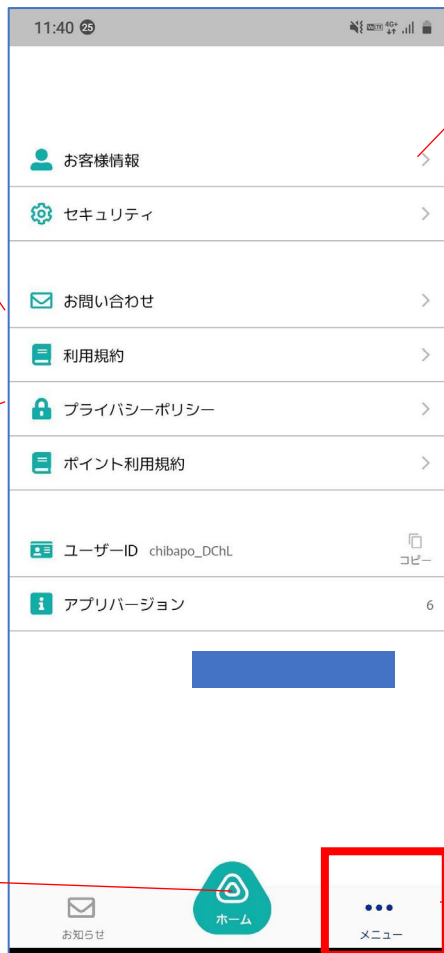 11:40 25
4G+
お客様情報
セキュリティ
お問い合わせ
利用規約
プライバシーポリシー
ポイント利用規約
ユーザーID chibapo_DChL
コピー
アプリバージョン 6
お知らせ
ホーム
メニュー